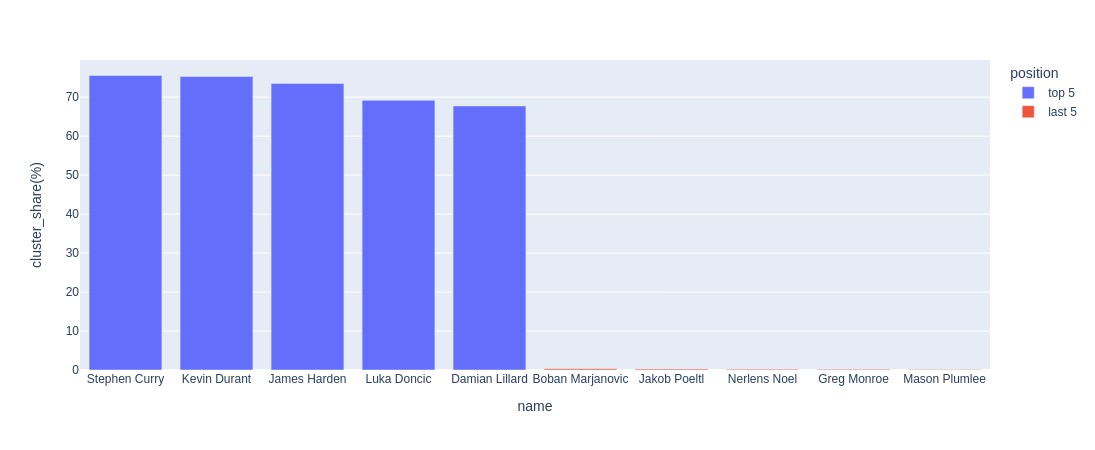 position
top 5
last 5
cluster_share(%)
70
60
50
40
30
20
10
0
Stephen Curry Kevin Durant James Harden Luka Doncic Damian Lillard Boban Marjanovic Jakob Poeltl Nerlens Noel Greg Monroe Mason Plumlee
name